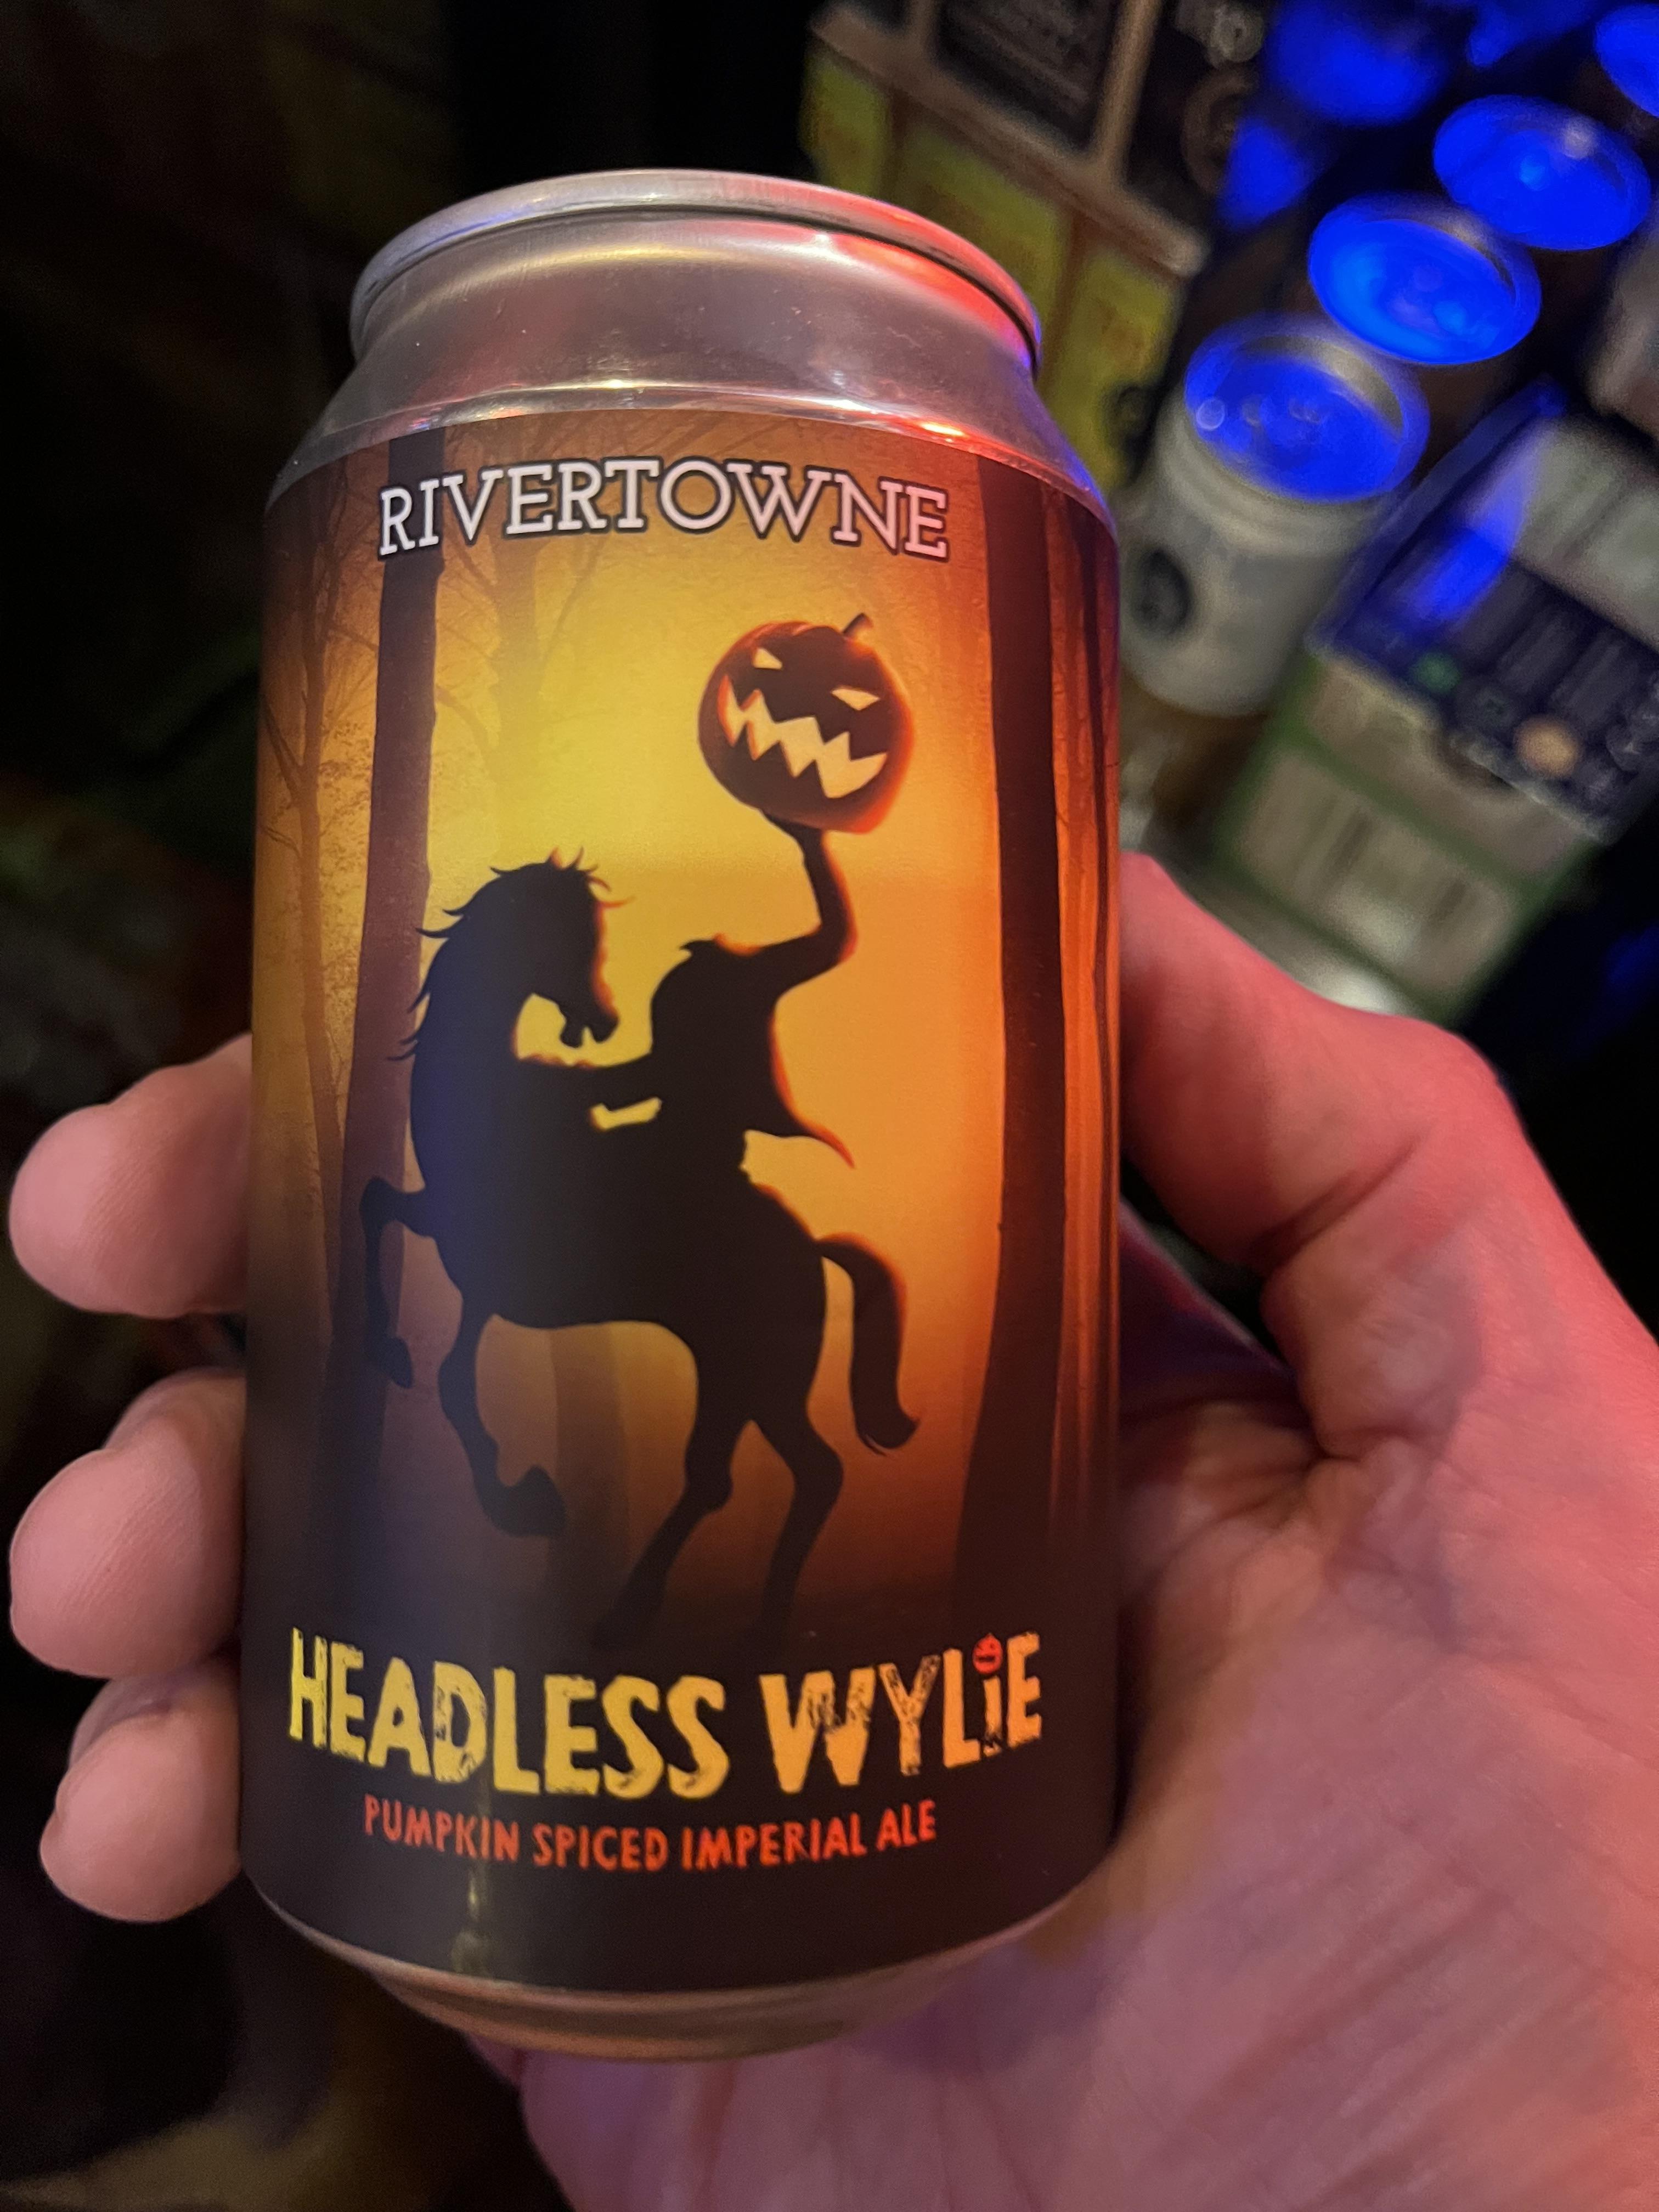 RIVERTOWNE
HEADLESS WYLiE
PUMPKIN SPICED IMPERIAL ALE